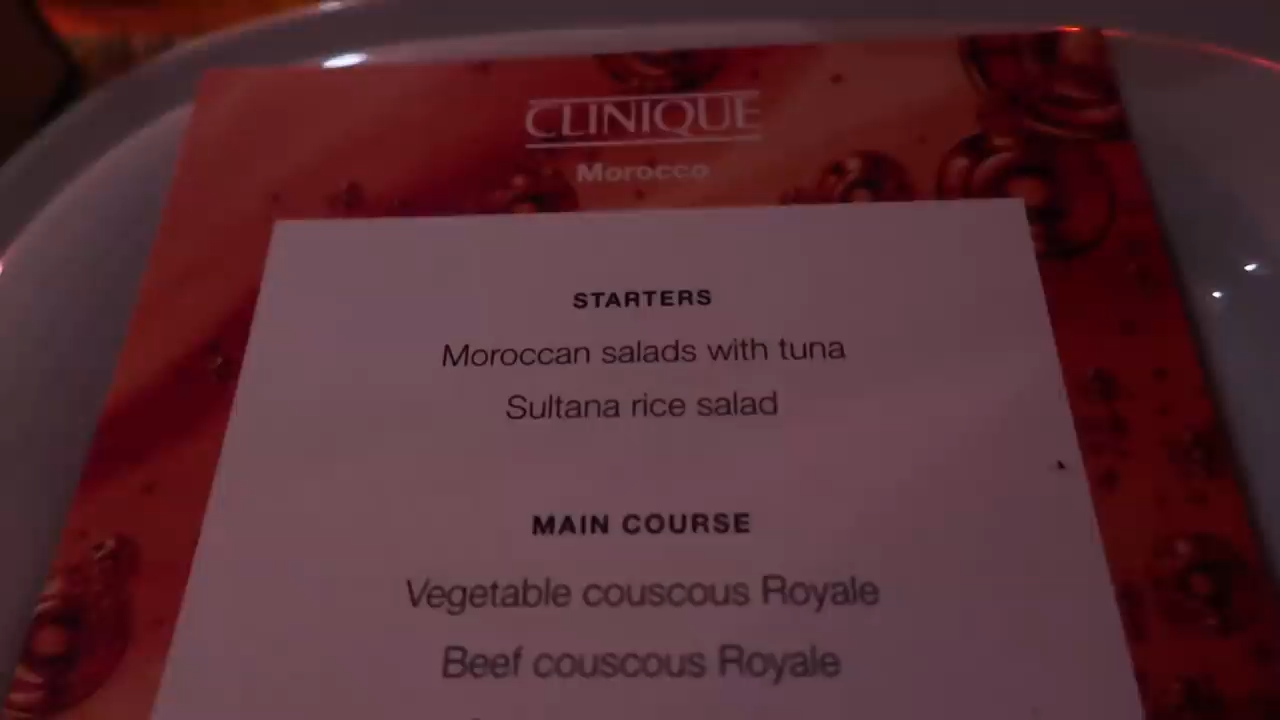 CLINIQUE
Morocco
STARTERS
Moroccan salads with tuna
Sultana rice salad
MAIN COURSE
Vegetable couscous Royale
Beef couscous Royale